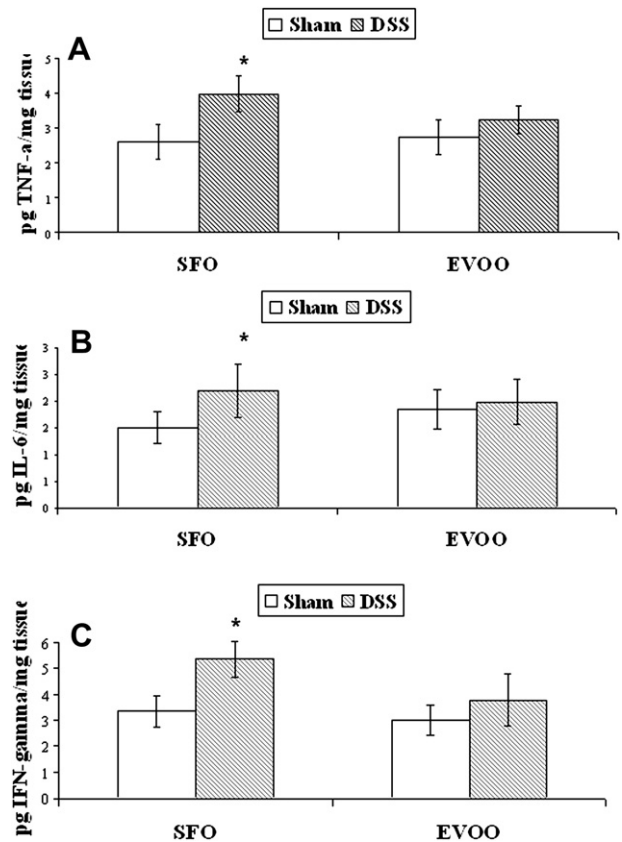 Sham DSS
A
*
pg TNF-a/mg tissue
5
4
3
2
1
0
SFO EVOO
Sham DSS
B
*
pg IL-6/mg tissue
3
3
2
2
1
1
0
SFO EVOO
Sham DSS
C
*
pg IFN-gamma/mg tissue
6
5
4
3
2
1
0
SFO EVOO